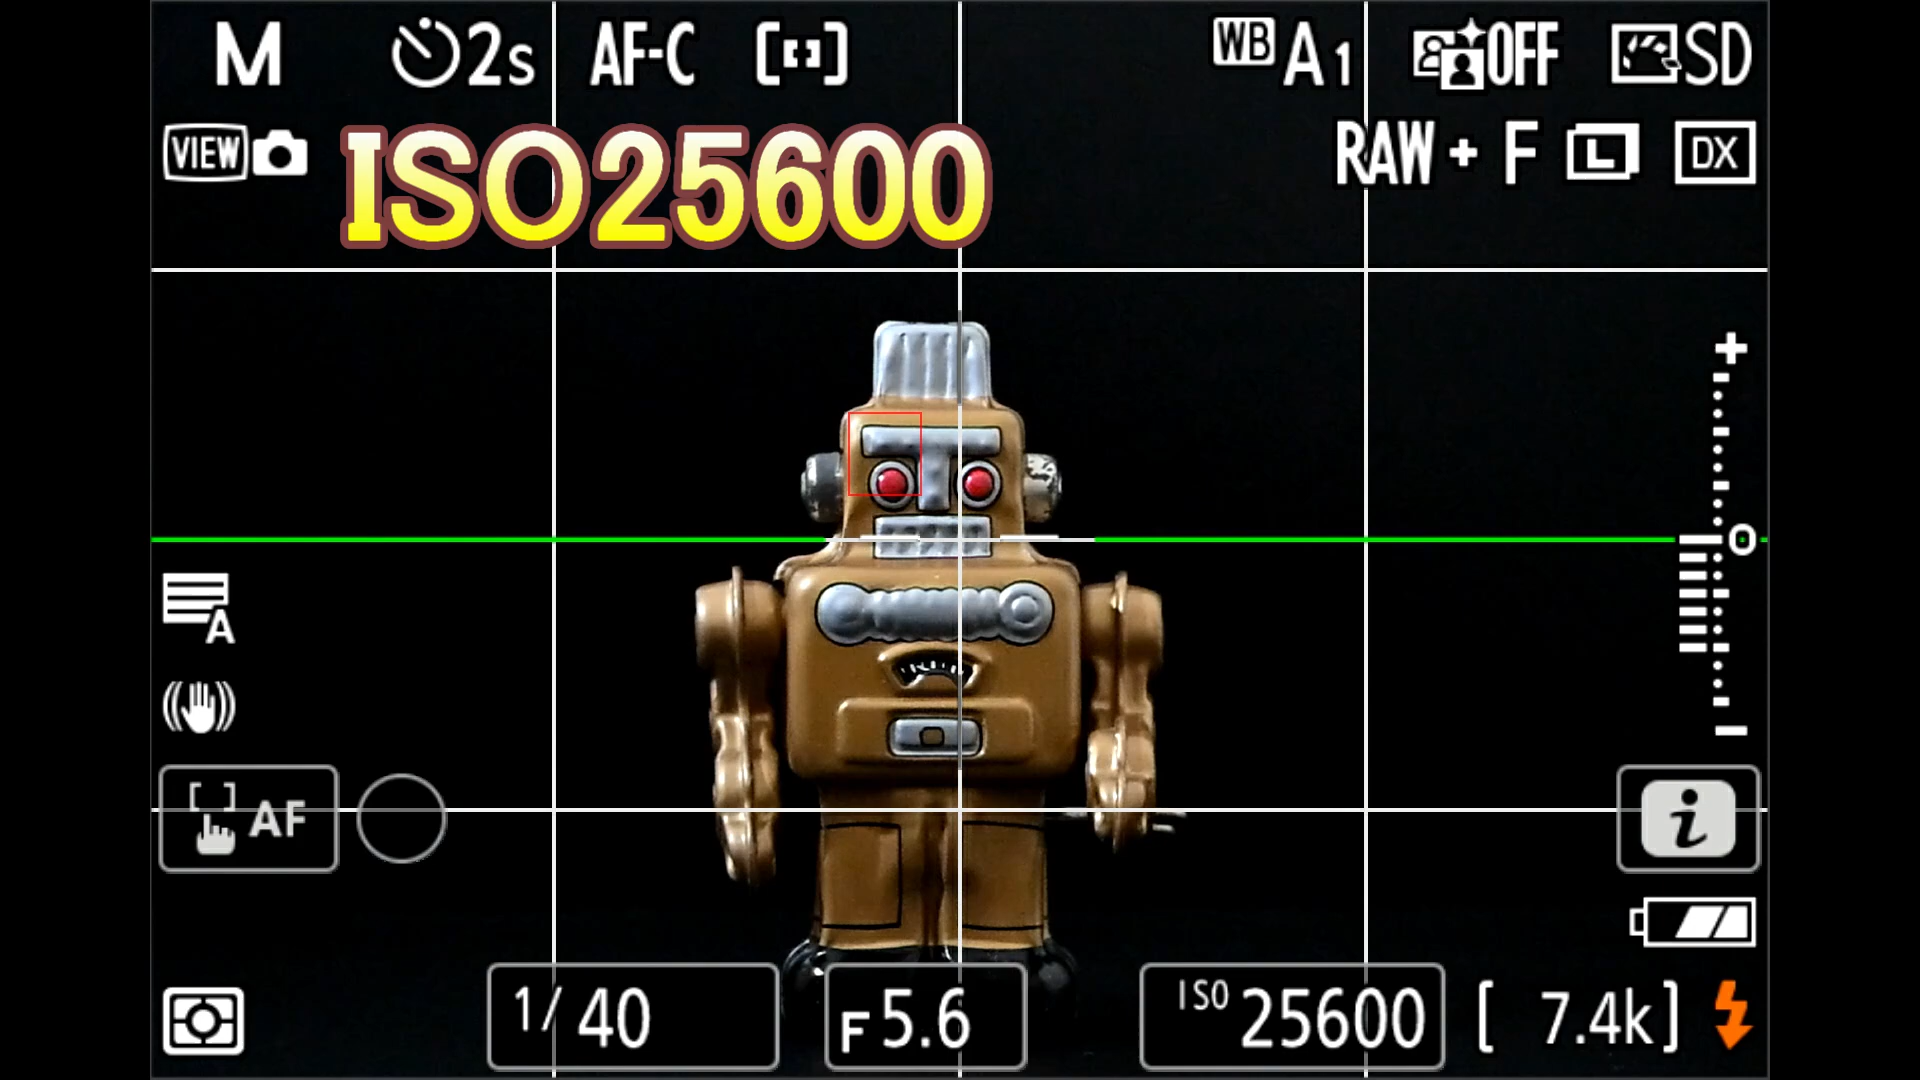 M 2s AF-C WB A1 OFF SD
VIEW ISO25600 RAW + F L DX
+
0
A
AF i
1/40 F5.6 ISO 25600 [ 7.4k]